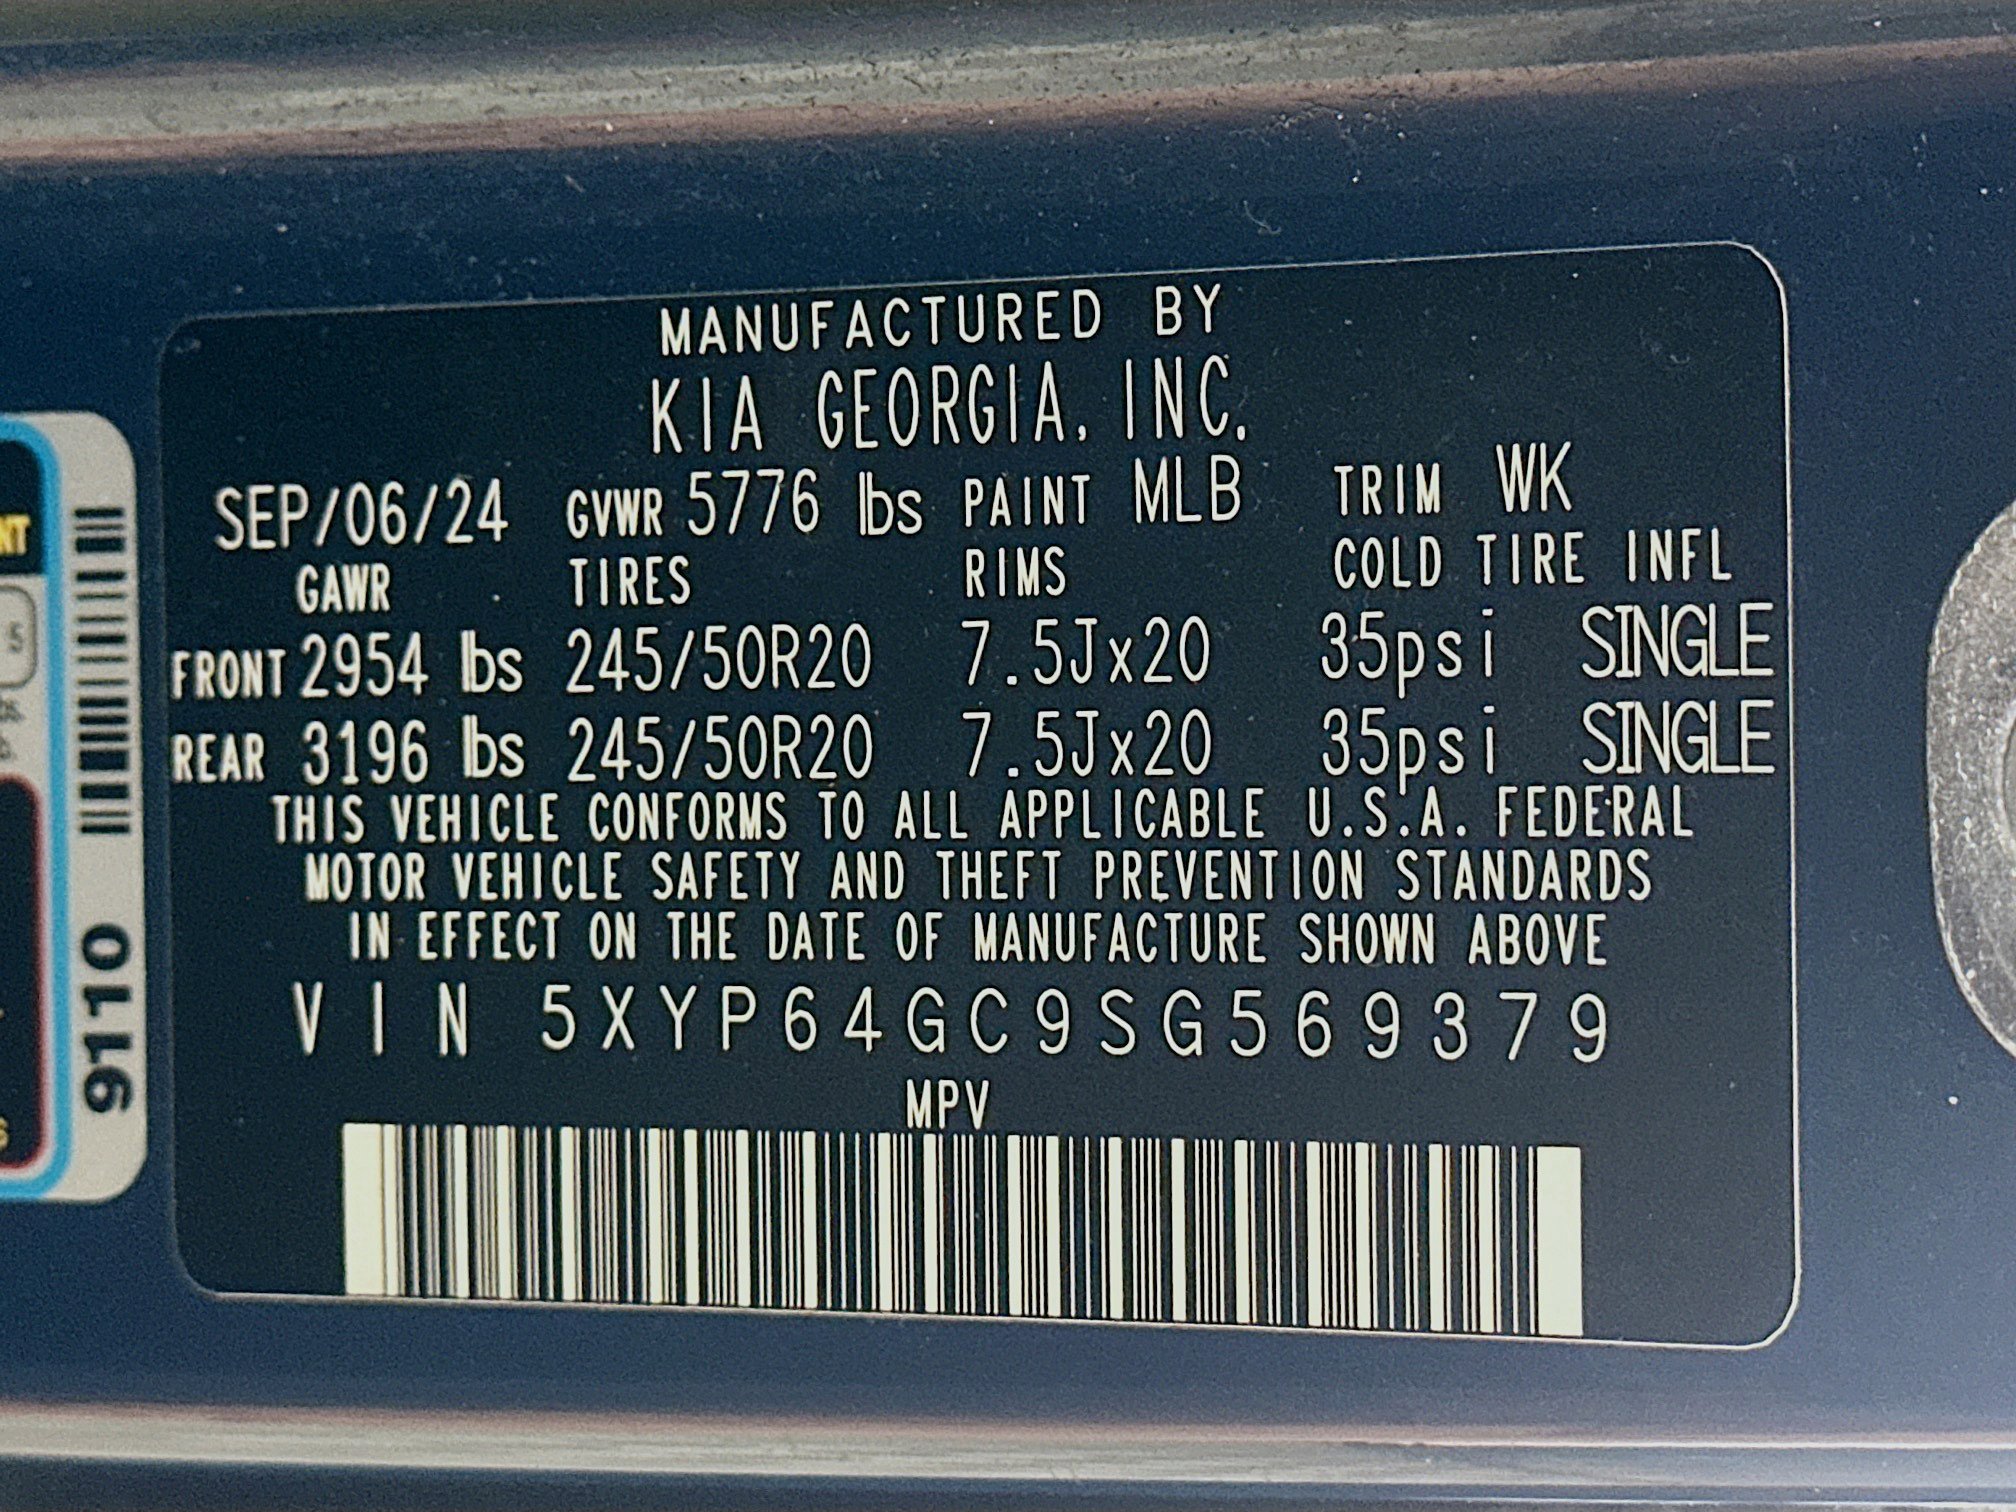 MANUFACTURED BY
KIA GEORGIA, INC.
SEP/06/24 GVWR 5776 lbs PAINT MLB TRIM WK
GAWR TIRES RIMS COLD TIRE INFL
FRONT 2954 lbs 245/50R20 7.5Jx20 35psi SINGLE
REAR 3196 lbs 245/50R20 7.5Jx20 35psi SINGLE
THIS VEHICLE CONFORMS TO ALL APPLICABLE U.S.A. FEDERAL
MOTOR VEHICLE SAFETY AND THEFT PREVENTION STANDARDS
IN EFFECT ON THE DATE OF MANUFACTURE SHOWN ABOVE
VIN 5XYP64GC9SG569379
MPV
9110